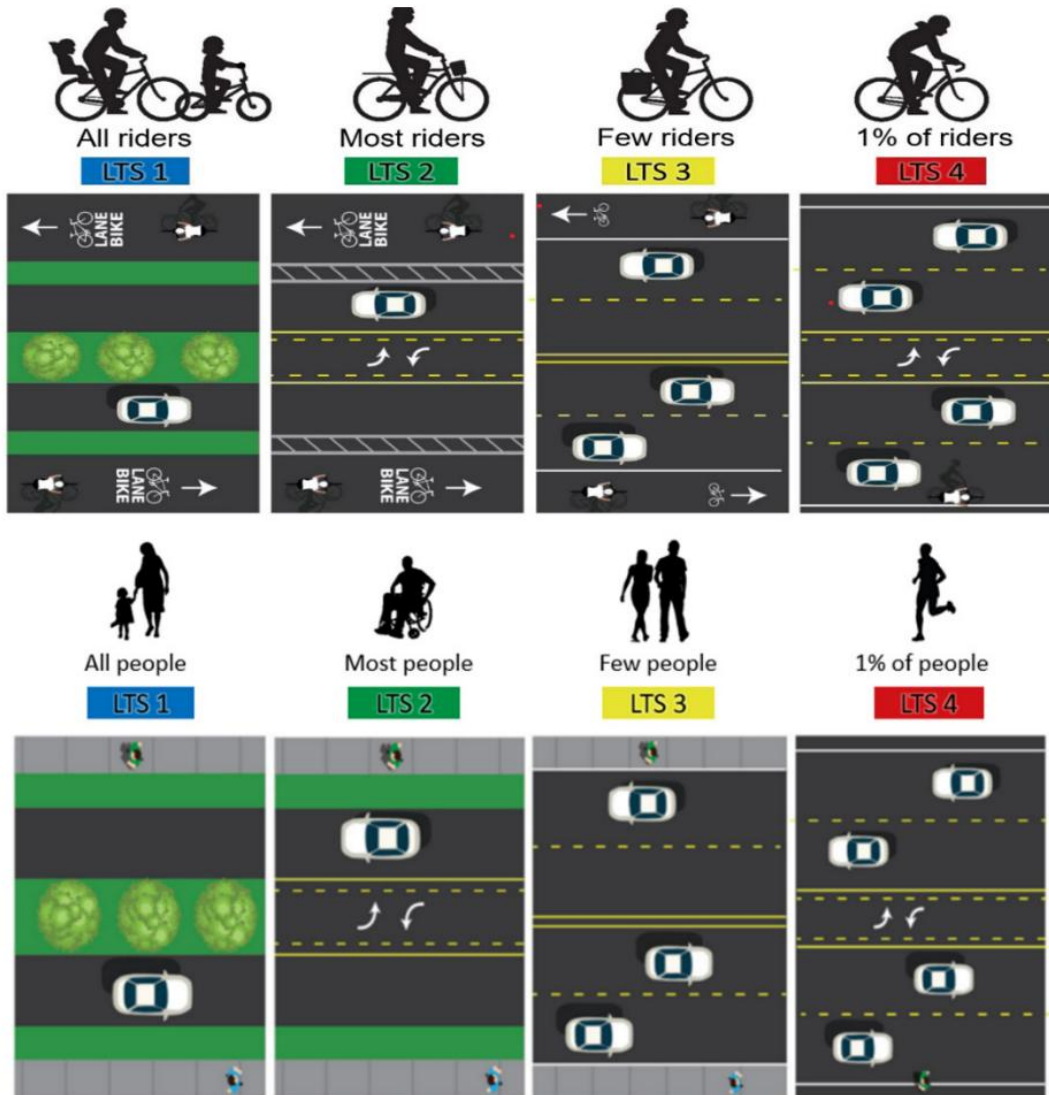 All riders
Most riders
Few riders
1% of riders
LTS 1
LTS 2
LTS 3
LTS 4
LANE
BIKE
LANE
BIKE
LANE
BIKE
LANE
BIKE
All people
Most people
Few people
1% of people
LTS 1
LTS 2
LTS 3
LTS 4